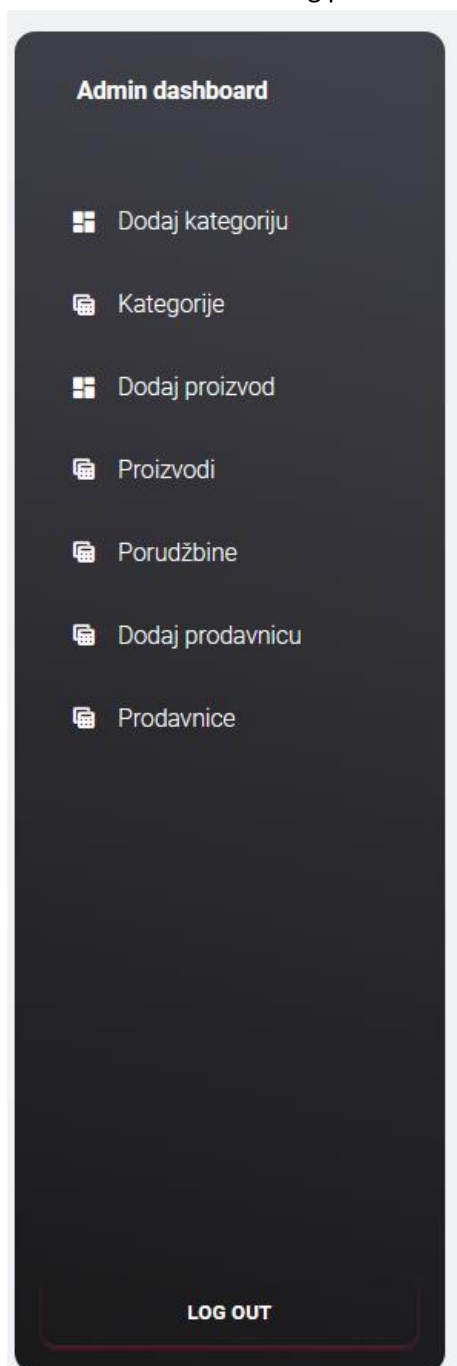 Admin dashboard
Dodaj kategoriju
Kategorije
Dodaj proizvod
Proizvodi
Porudžbine
Dodaj prodavnicu
Prodavnice
LOG OUT